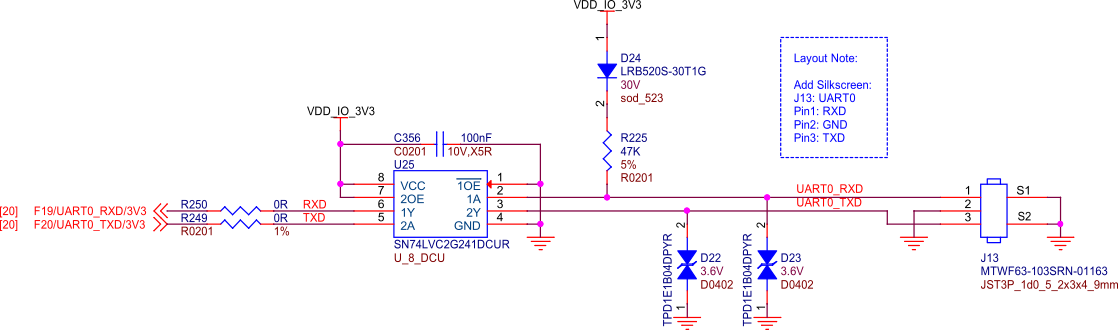 VDD_IO_3V3
1
D24
LRB520S-30T1G
30V
sod_523
2
Layout Note:
Add Silkscreen:
J13: UART0
Pin1: RXD
Pin2: GND
Pin3: TXD
VDD_IO_3V3
C356
100nF
C0201
10V,X5R
R225
47K
5%
R0201
U25
8
VCC
1OE
1
7
2OE
1A
2
6
1Y
2Y
3
5
2A
GND
4
SN74LVC2G241DCUR
U_8_DCU
[20]
F19/UART0_RXD/3V3
R250
0R
RXD
[20]
F20/UART0_TXD/3V3
R249
0R
TXD
R0201
1%
UART0_RXD
UART0_TXD
1
2
3
S1
S2
J13
MTWF63-103SRN-01163
JST3P_1d0_5_2x3x4_9mm
2
TPD1E1B04DPYR
D22
3.6V
D0402
1
2
TPD1E1B04DPYR
D23
3.6V
D0402
1